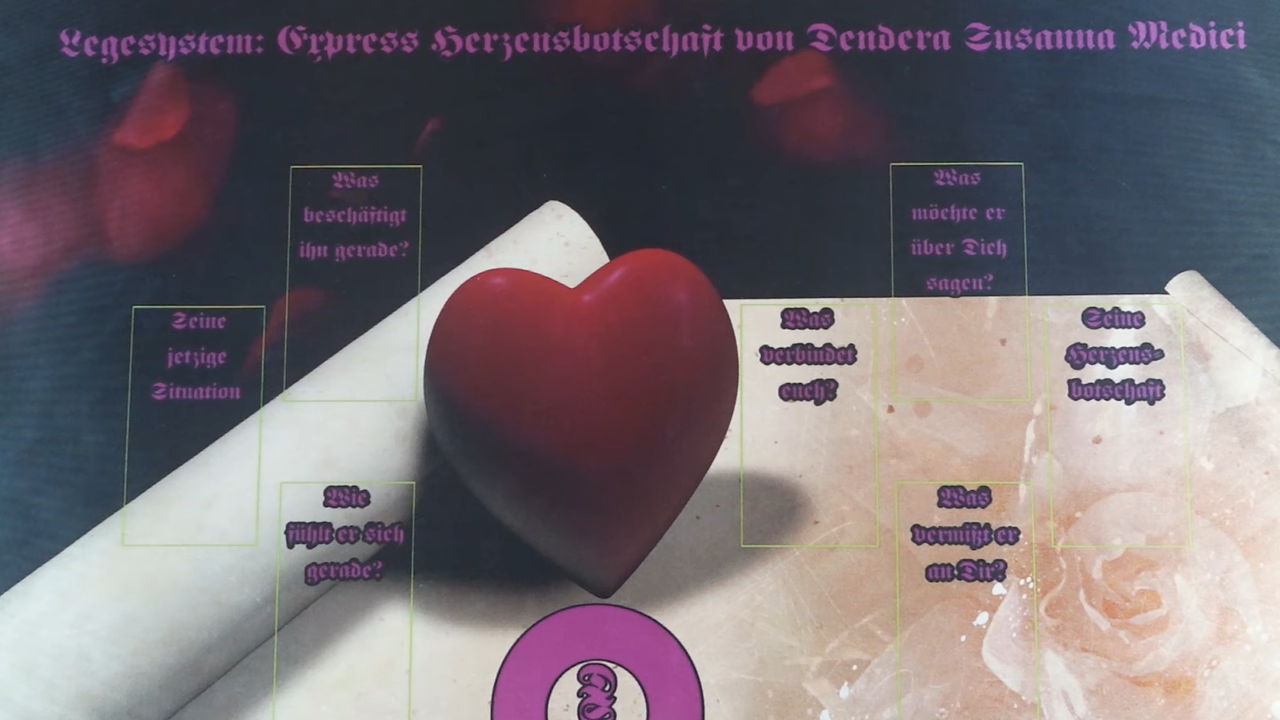 Legesystem: Express Herzensbotschaft von Dendera Susanna Medici
Was
beschäftigt
ihn gerade?
Was
möchte er
über Dich
sagen?
Seine
jetzige
Situation
Was
verbindet
euch?
Seine
Herzens-
botschaft
Wie
fühlt er sich
gerade?
Was
vermißt er
an Dir?